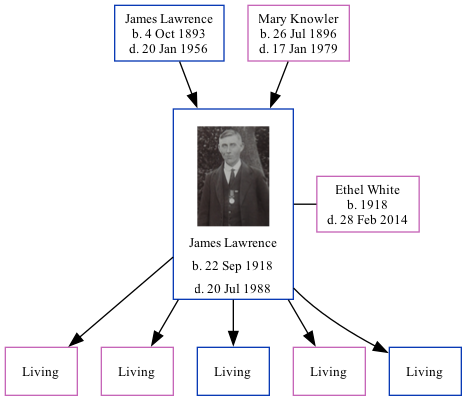 James Lawrence
b. 4 Oct 1893
d. 20 Jan 1956
Mary Knowler
b. 26 Jul 1896
d. 17 Jan 1979
James Lawrence
b. 22 Sep 1918
d. 20 Jul 1988
Ethel White
b. 1918
d. 28 Feb 2014
Living
Living
Living
Living
Living